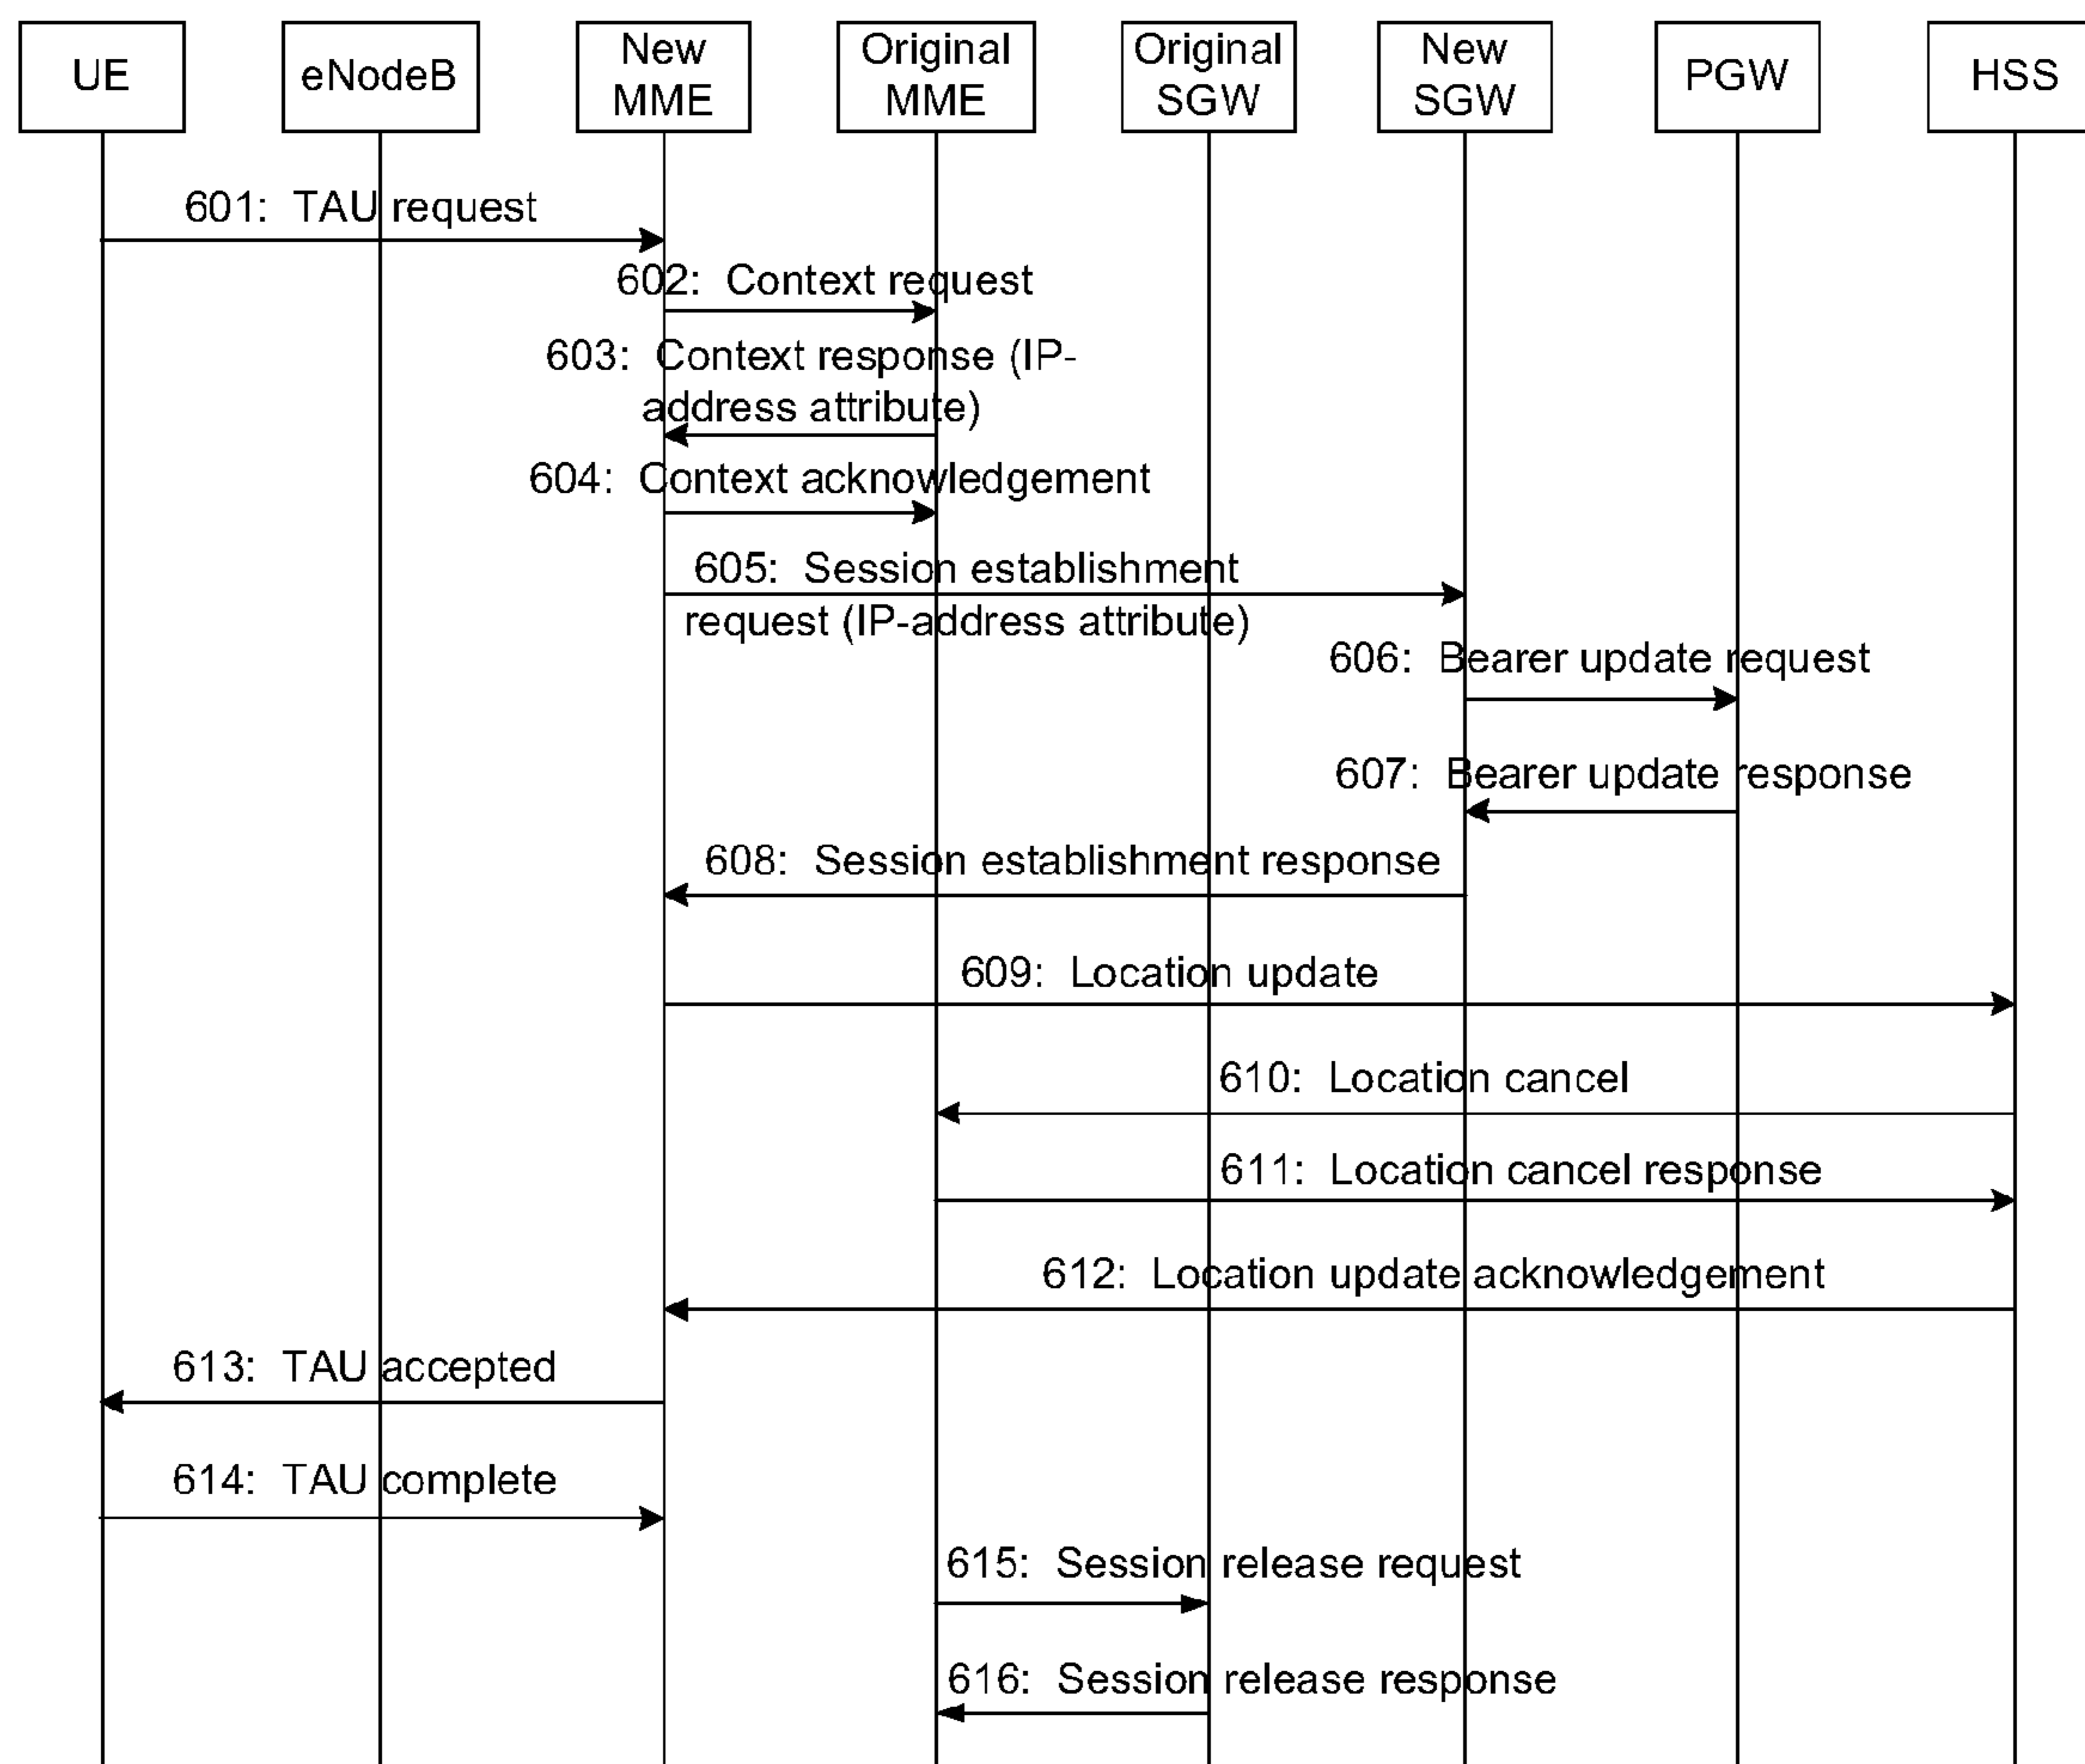 UE
eNodeB
New
MME
Original
MME
Original
SGW
New
SGW
PGW
HSS
601: TAU request
602: Context request
603: Context response (IP-
address attribute)
604: Context acknowledgement
605: Session establishment
request (IP-address attribute)
606: Bearer update request
607: Bearer update response
608: Session establishment response
609: Location update
610: Location cancel
611: Location cancel response
612: Location update acknowledgement
613: TAU accepted
614: TAU complete
615: Session release request
616: Session release response